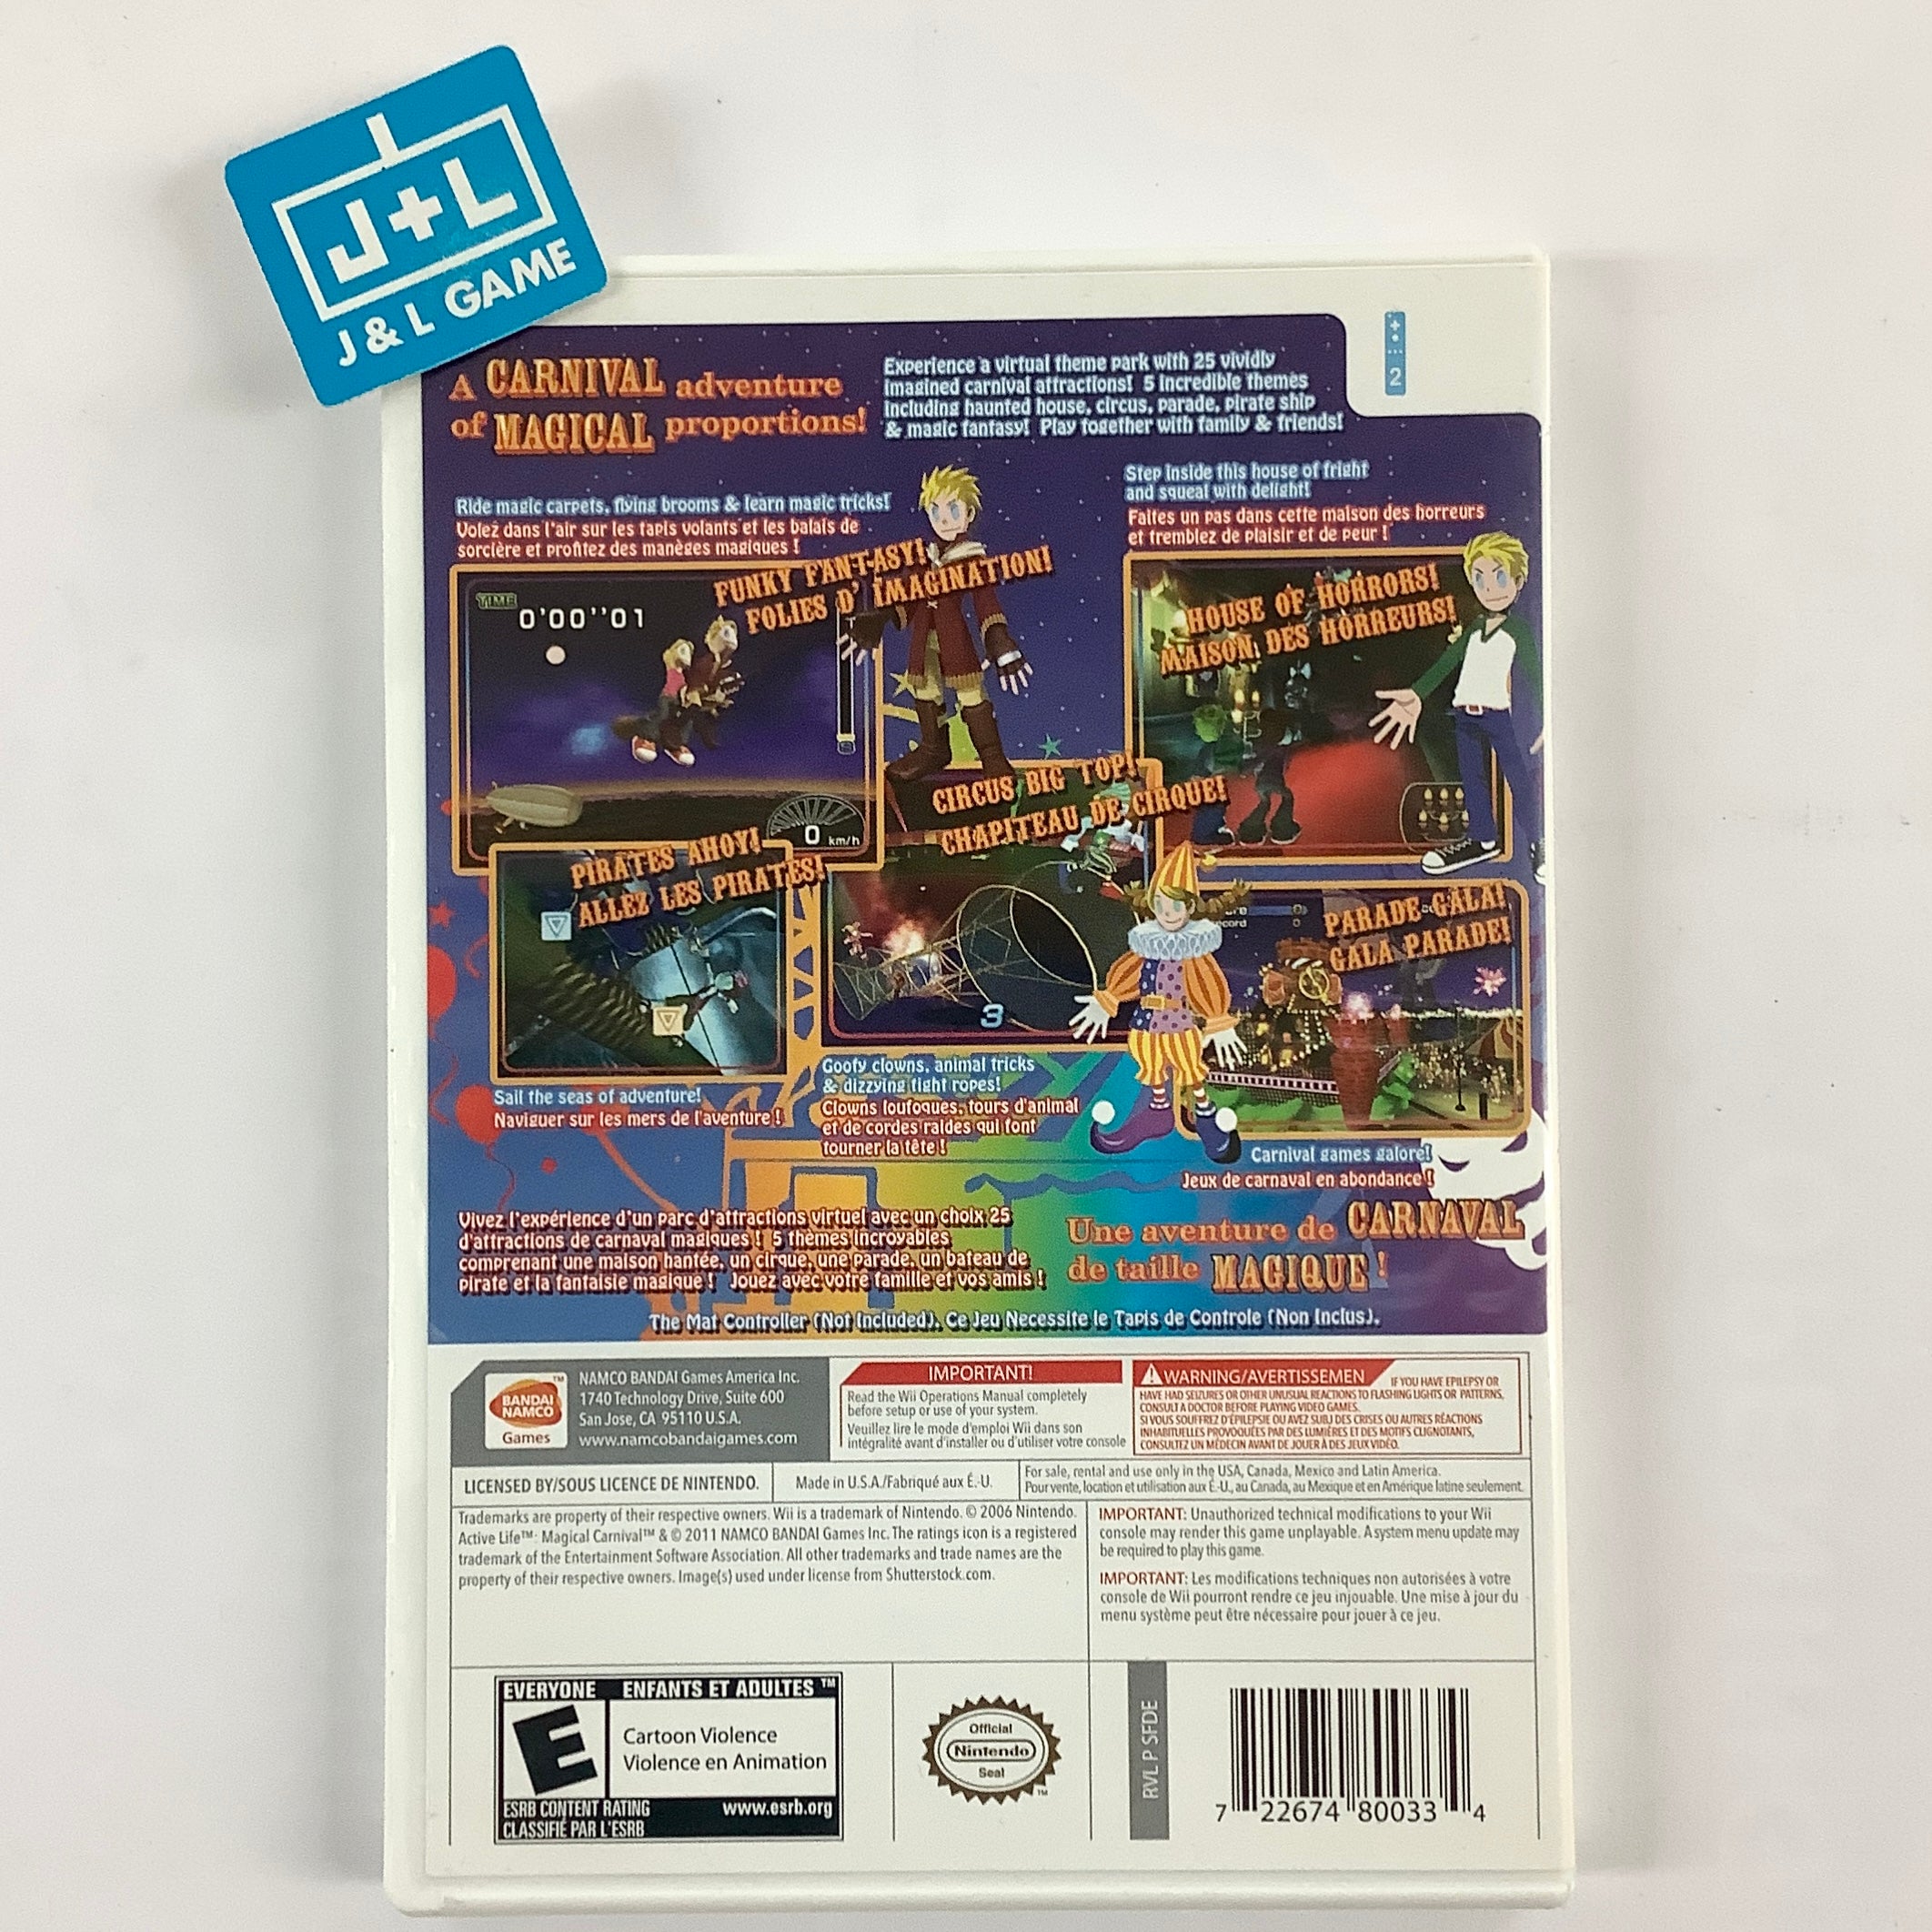 J+L
J & L GAME
2
A CARNIVAL adventure
of MAGICAL proportions!
Experience a virtual theme park with 25 vividly
imagined carnival attractions! 5 incredible themes
including haunted house, circus, parade, pirate ship
& magic fantasy! Play together with family & friends!
Ride magic carpets, flying brooms & learn magic tricks!
Volez dans l'air sur les tapis volants et les balais de
sorcière et profitez des manèges magiques !
Step inside this house of fright
and squeal with delight!
Faites un pas dans cette maison des horreurs
et tremblez de plaisir et de peur !
FUNKY FANTASY!
FOLIES D' IMAGINATION!
TIME
0'00''01
0 km/h
HOUSE OF HORRORS!
MAISON DES HORREURS!
CIRCUS BIG TOP!
CHAPITEAU DE CIRQUE!
3
PIRATES AHOY!
ALLEZ LES PIRATES!
PARADE GALA!
GALA PARADE!
Sail the seas of adventure!
Naviguer sur les mers de l'aventure !
Goofy clowns, animal tricks
& dizzying tight ropes!
Clowns loufoques, tours d'animal
et de cordes raides qui font
tourner la tête !
Carnival games galore!
Jeux de carnaval en abondance !
Vivez l'expérience d'un parc d'attractions virtuel avec un choix 25
d'attractions de carnaval magiques ! 5 thèmes incroyables
comprenant une maison hantée, un cirque, une parade, un bateau de
pirate et la fantaisie magique ! Jouez avec votre famille et vos amis !
Une aventure de CARNAVAL
de taille MAGIQUE !
The Mat Controller (Not Included). Ce Jeu Necessite le Tapis de Controle (Non Inclus).
BANDAI
NAMCO
Games
NAMCO BANDAI Games America Inc.
1740 Technology Drive, Suite 600
San Jose, CA 95110 U.S.A.
www.namcobandaigames.com
IMPORTANT!
Read the Wii Operations Manual completely
before setup or use of your system.
Veuillez lire le mode d'emploi Wii dans son
intégralité avant d'installer ou d'utiliser votre console
WARNING/AVERTISSEMEN IF YOU HAVE EPILEPSY OR
HAVE HAD SEIZURES OR OTHER UNUSUAL REACTIONS TO FLASHING LIGHTS OR PATTERNS,
CONSULT A DOCTOR BEFORE PLAYING VIDEO GAMES.
SI VOUS SOUFFREZ D'ÉPILEPSIE OU AVEZ SUBJ DES CRISES OU AUTRES RÉACTIONS
INHABITUELLES PROVOQUÉES PAR DES LUMIÈRES ET DES MOTIFS CLIGNOTANTS,
CONSULTEZ UN MÉDECIN AVANT DE JOUER À DES JEUX VIDÉO.
LICENSED BY/SOUS LICENCE DE NINTENDO.
Made in U.S.A./Fabriqué aux É.-U.
For sale, rental and use only in the USA, Canada, Mexico and Latin America.
Pour vente, location et utilisation aux É.-U., au Canada, au Mexique et en Amérique latine seulement.
Trademarks are property of their respective owners. Wii is a trademark of Nintendo. © 2006 Nintendo.
Active Life™: Magical Carnival™ & © 2011 NAMCO BANDAI Games Inc. The ratings icon is a registered
trademark of the Entertainment Software Association. All other trademarks and trade names are the
property of their respective owners. Image(s) used under license from Shutterstock.com.
IMPORTANT: Unauthorized technical modifications to your Wii
console may render this game unplayable. A system menu update may
be required to play this game.
IMPORTANT: Les modifications techniques non autorisées à votre
console de Wii pourront rendre ce jeu injouable. Une mise à jour du
menu système peut être nécessaire pour jouer à ce jeu.
EVERYONE ENFANTS ET ADULTES ™
E
Cartoon Violence
Violence en Animation
ESRB CONTENT RATING www.esrb.org
CLASSIFIÉ PAR L'ESRB
Official
Nintendo
Seal
RVL P SFDE
7 22674 80033 4